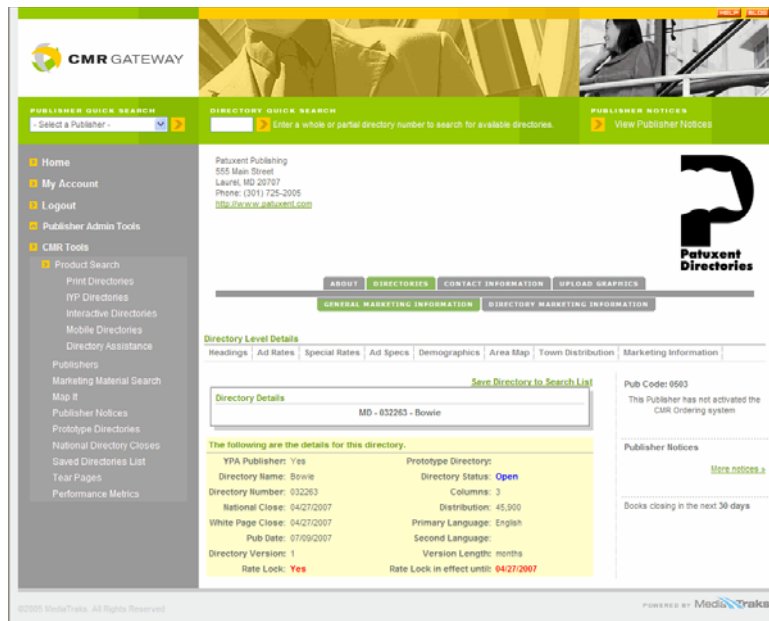 HELP BLOG
CMR GATEWAY
PUBLISHER QUICK SEARCH
- Select a Publisher -
DIRECTORY QUICK SEARCH
Enter a whole or partial directory number to search for available directories.
PUBLISHER NOTICES
View Publisher Notices
Home
My Account
Logout
Publisher Admin Tools
CMR Tools
Product Search
Print Directories
IYP Directories
Interactive Directories
Mobile Directories
Directory Assistance
Publishers
Marketing Material Search
Map It
Publisher Notices
Prototype Directories
National Directory Closes
Saved Directories List
Tear Pages
Performance Metrics
Patuxent Publishing
555 Main Street
Laurel, MD 20707
Phone: (301) 725-2005
http://www.patuxent.com
Patuxent
Directories
ABOUT DIRECTORIES CONTACT INFORMATION UPLOAD GRAPHICS
GENERAL MARKETING INFORMATION DIRECTORY MARKETING INFORMATION
Directory Level Details
Headings Ad Rates Special Rates Ad Specs Demographics Area Map Town Distribution Marketing Information
Save Directory to Search List
Directory Details
MD - 032263 - Bowie
The following are the details for this directory.
YPA Publisher: Yes Prototype Directory:
Directory Name: Bowie Directory Status: Open
Directory Number: 032263 Columns: 3
National Close: 04/27/2007 Distribution: 45,900
White Page Close: 04/27/2007 Primary Language: English
Pub Date: 07/09/2007 Second Language:
Directory Version: 1 Version Length: months
Rate Lock: Yes Rate Lock in effect until: 04/27/2007
Pub Code: 0503
This Publisher has not activated the
CMR Ordering system
Publisher Notices
More notices »
Books closing in the next 30 days
©2005 MediaTraks. All Rights Reserved
POWERED BY MediaTraks